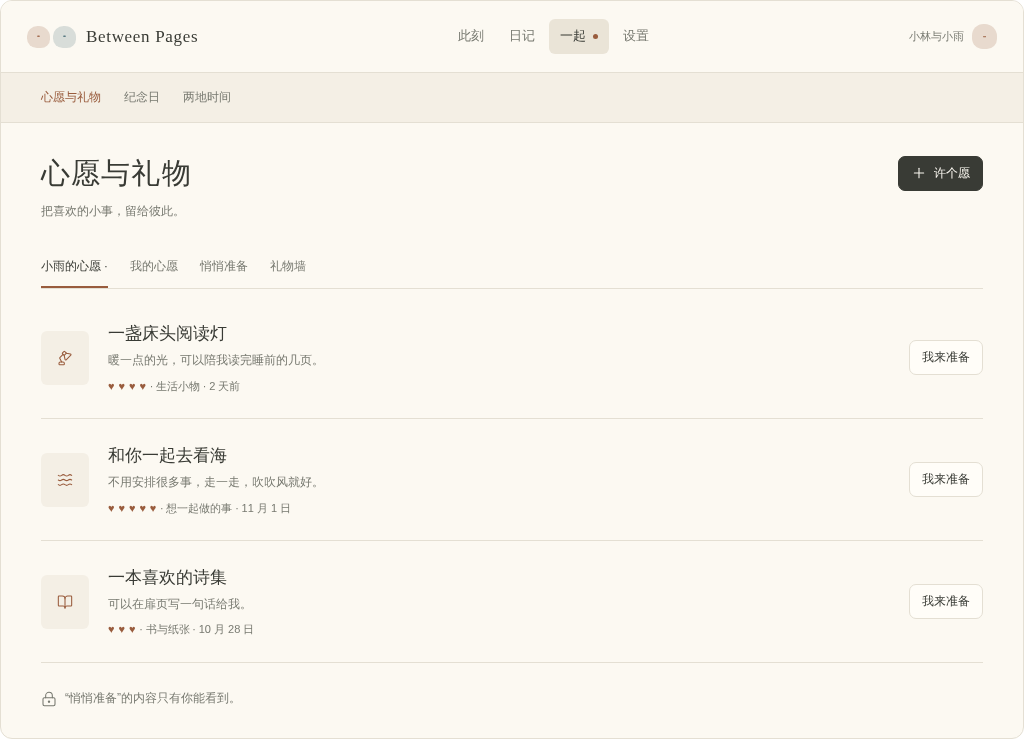 Between Pages
此刻 日记 一起 设置
小林与小雨
心愿与礼物 纪念日 两地时间
心愿与礼物
许个愿
把喜欢的小事，留给彼此。
小雨的心愿 · 我的心愿 悄悄准备 礼物墙
一盏床头阅读灯
暖一点的光，可以陪我读完睡前的几页。
♥ ♥ ♥ ♥ · 生活小物 · 2 天前
我来准备
和你一起去看海
不用安排很多事，走一走，吹吹风就好。
♥ ♥ ♥ ♥ ♥ · 想一起做的事 · 11 月 1 日
我来准备
一本喜欢的诗集
可以在扉页写一句话给我。
♥ ♥ ♥ · 书与纸张 · 10 月 28 日
我来准备
“悄悄准备”的内容只有你能看到。